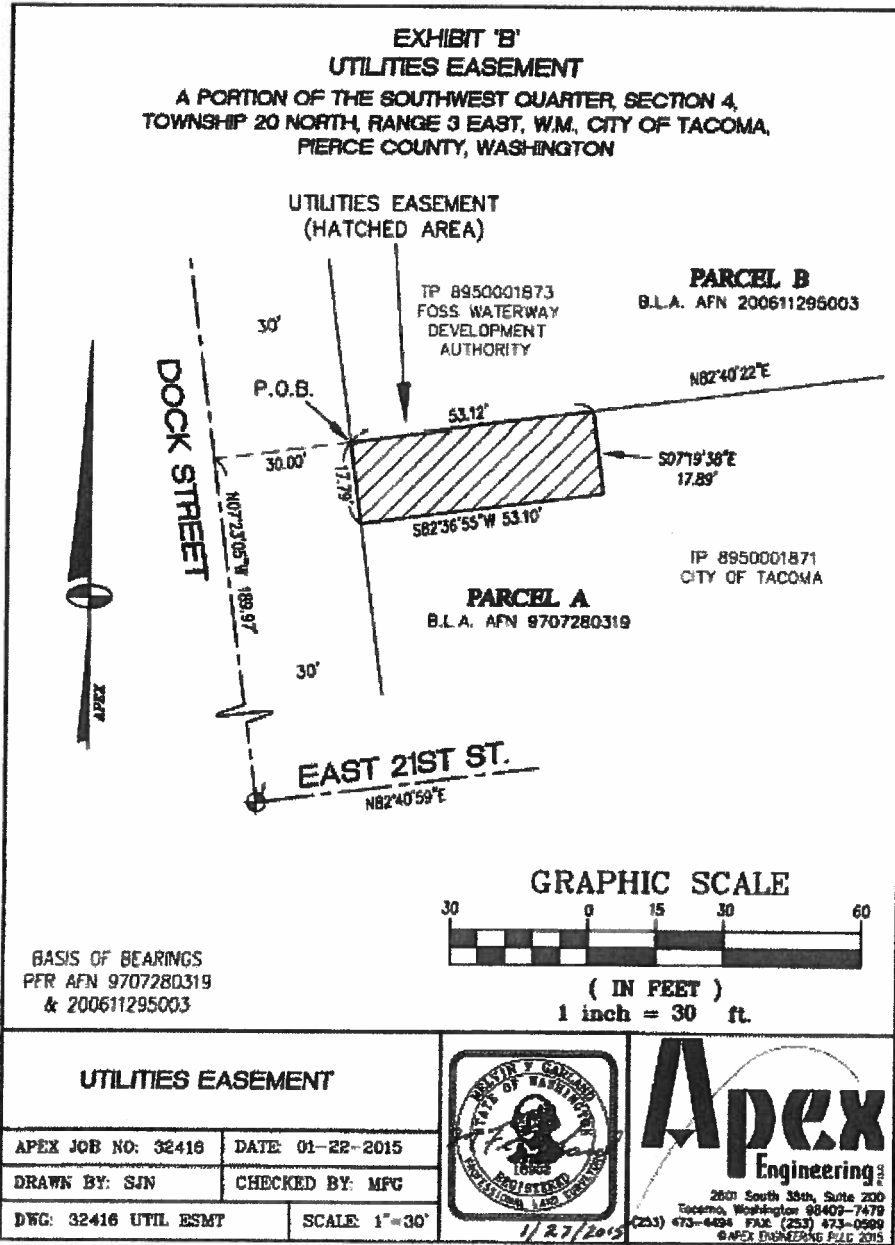 EXHIBIT 'B'
UTILITIES EASEMENT
A PORTION OF THE SOUTHWEST QUARTER, SECTION 4,
TOWNSHIP 20 NORTH, RANGE 3 EAST, W.M., CITY OF TACOMA,
PIERCE COUNTY, WASHINGTON
UTILITIES EASEMENT
(HATCHED AREA)
TP 8950001873
FOSS WATERWAY
DEVELOPMENT
AUTHORITY
PARCEL B
B.L.A. AFN 200611295003
30'
P.O.B.
DOCK STREET
N82°40'22"E
53.12'
30.00'
17.79'
S07°19'38"E
17.89'
S82°36'55"W 53.10'
N07°23'05"W 189.97'
TP 8950001871
CITY OF TACOMA
PARCEL A
B.L.A. AFN 9707280319
30'
APEX
EAST 21ST ST.
N82°40'59"E
GRAPHIC SCALE
30 0 15 30 60
( IN FEET )
1 inch = 30 ft.
BASIS OF BEARINGS
PER AFN 9707280319
& 200611295003
UTILITIES EASEMENT
APEX JOB NO: 32416
DATE: 01-22-2015
DRAWN BY: SJN
CHECKED BY: MFG
DWG: 32416 UTIL ESMT
SCALE: 1"=30'
GARLAND
STATE OF WASHINGTON
REGISTERED
PROFESSIONAL LAND SURVEYOR
1/27/2015
Apex
Engineering
2601 South 35th, Suite 200
Tacoma, Washington 98409-7479
(253) 473-4494 FAX: (253) 473-0599
© APEX ENGINEERING PLLC 2015